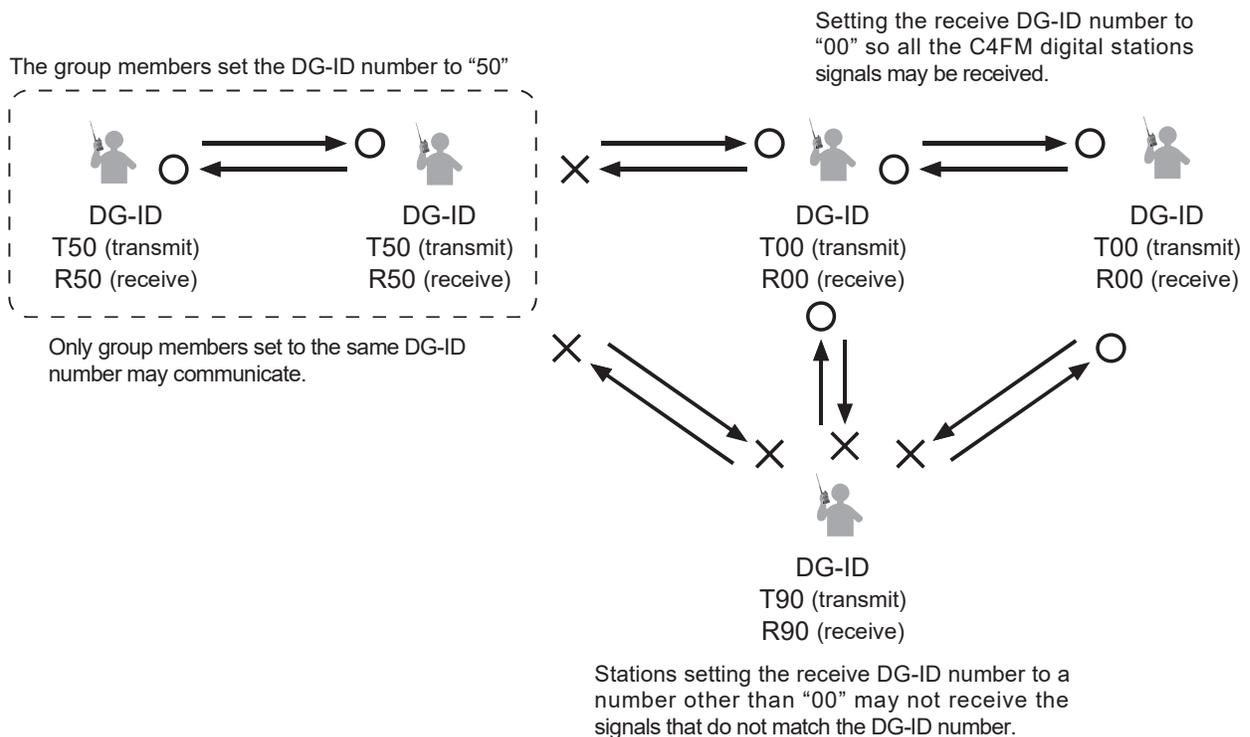 Setting the receive DG-ID number to
“00” so all the C4FM digital stations
signals may be received.
The group members set the DG-ID number to “50”
DG-ID
T50 (transmit)
R50 (receive)
DG-ID
T50 (transmit)
R50 (receive)
DG-ID
T00 (transmit)
R00 (receive)
DG-ID
T00 (transmit)
R00 (receive)
Only group members set to the same DG-ID
number may communicate.
DG-ID
T90 (transmit)
R90 (receive)
Stations setting the receive DG-ID number to a
number other than “00” may not receive the
signals that do not match the DG-ID number.